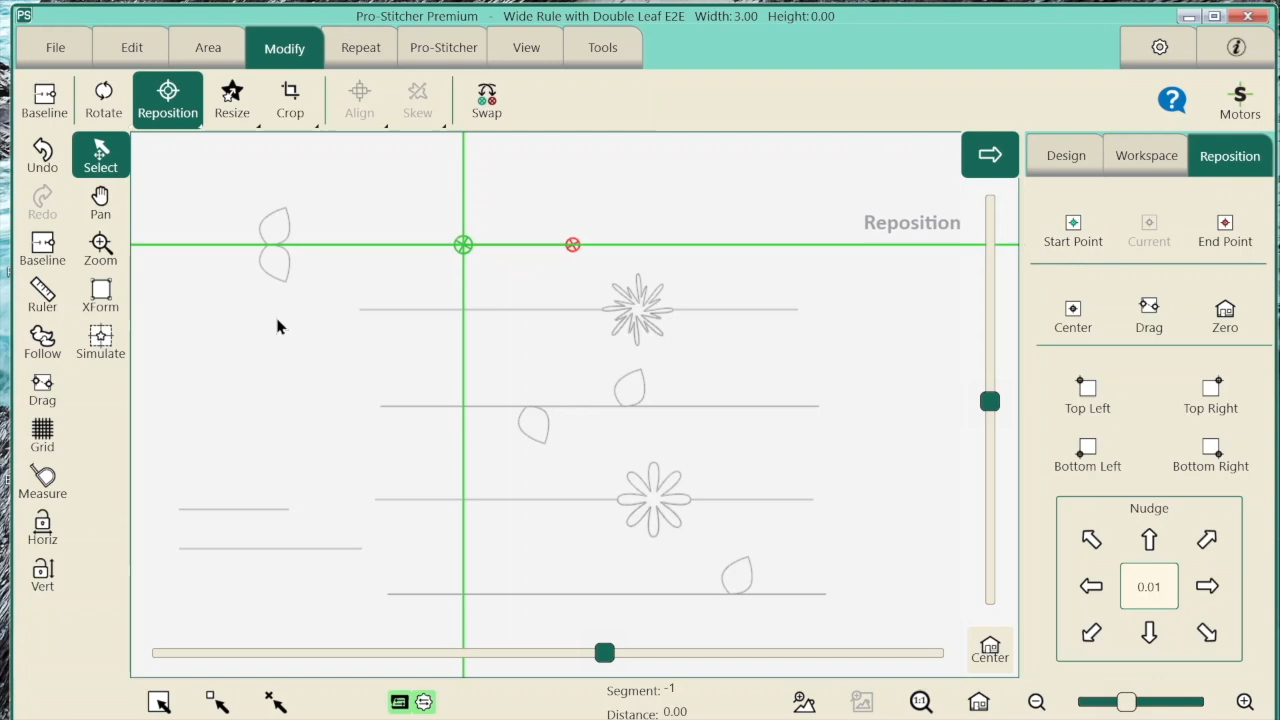 PS
Pro-Stitcher Premium - Wide Rule with Double Leaf E2E Width: 3.00 Height: 0.00
File Edit Area Modify Repeat Pro-Stitcher View Tools
Baseline Rotate Reposition Resize Crop Align Skew Swap Motors
Undo Select
Redo Pan
Baseline Zoom
Ruler XForm
Follow Simulate
Drag
Grid
Measure
Horiz
Vert
Reposition
Center
Design Workspace Reposition
Start Point Current End Point
Center Drag Zero
Top Left Top Right
Bottom Left Bottom Right
Nudge
0.01
Segment: -1
Distance: 0.00
1:1